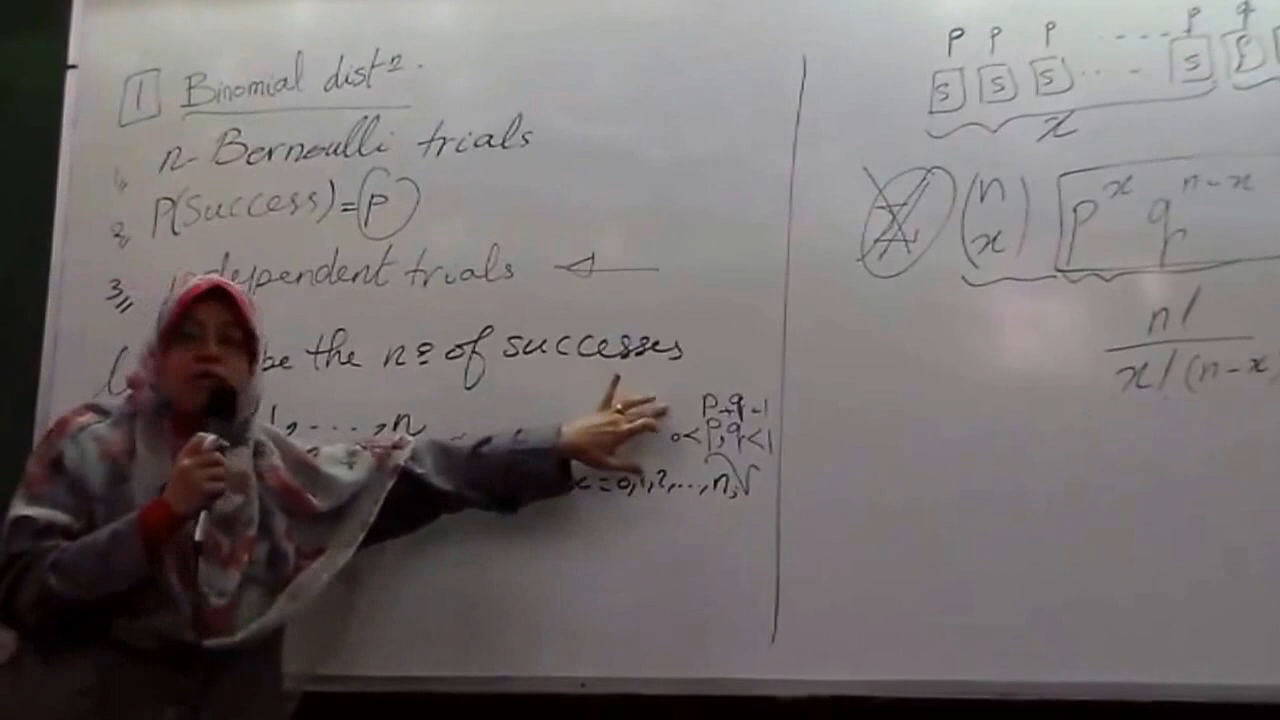 1 Binomial distⁿ.
1,, n- Bernoulli trials
2,, P(Success) = p
3,, independent trials
be the nº of successes
1, ..., n
p+q=1
0<p,q<1
x = 0,1,2,...,n
p p p ---- p q
S S S ... - S f
x
(n x) p^x q^{n-x}
n!
x!(n-x